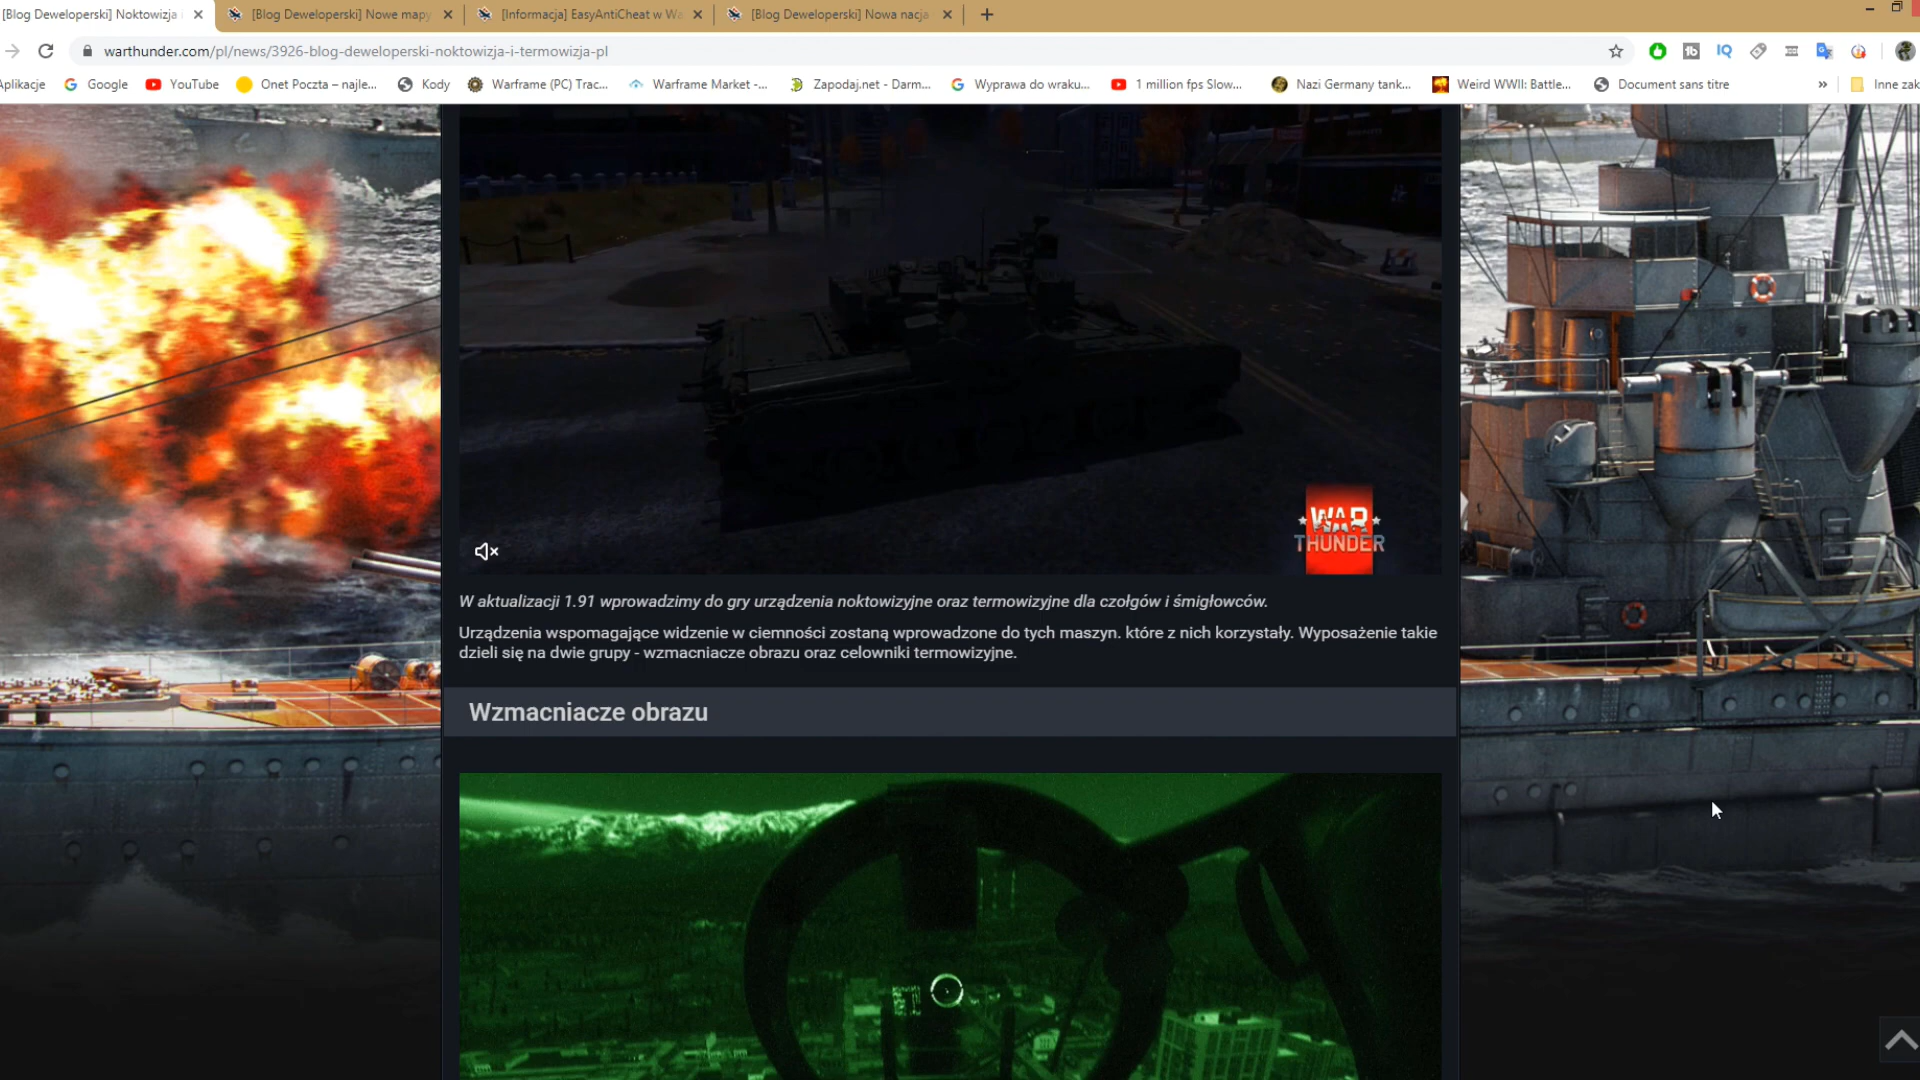 [Blog Deweloperski] Noktowizja
[Blog Deweloperski] Nowe mapy
[Informacja] EasyAntiCheat w Wa
[Blog Deweloperski] Nowa nacja
warthunder.com/pl/news/3926-blog-deweloperski-noktowizja-i-termowizja-pl
IQ
Aplikacje
Google
YouTube
Onet Poczta – najle...
Kody
Warframe (PC) Trac...
Warframe Market -...
Zapodaj.net - Darm...
Wyprawa do wraku...
1 million fps Slow...
Nazi Germany tank...
Weird WWII: Battle...
Document sans titre
»
Inne zak
WAR
THUNDER
W aktualizacji 1.91 wprowadzimy do gry urządzenia noktowizyjne oraz termowizyjne dla czołgów i śmigłowców.
Urządzenia wspomagające widzenie w ciemności zostaną wprowadzone do tych maszyn. które z nich korzystały. Wyposażenie takie
dzieli się na dwie grupy - wzmacniacze obrazu oraz celowniki termowizyjne.
Wzmacniacze obrazu